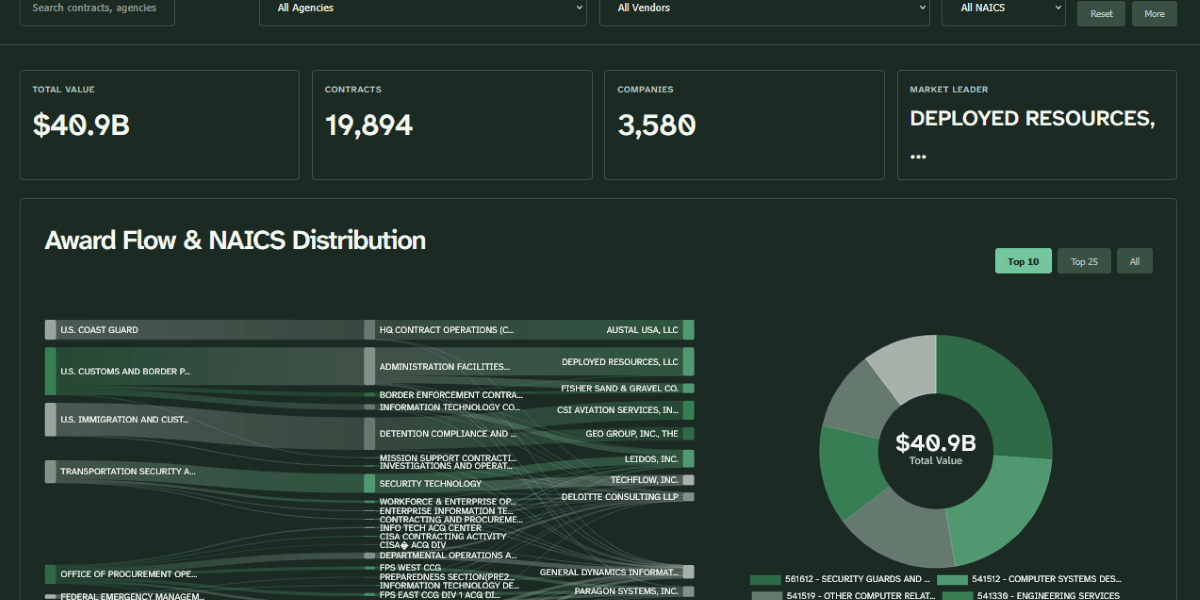 Search contracts, agencies
All Agencies
All Vendors
All NAICS
Reset
More
TOTAL VALUE
$40.9B
CONTRACTS
19,894
COMPANIES
3,580
MARKET LEADER
DEPLOYED RESOURCES,
...
Award Flow & NAICS Distribution
Top 10
Top 25
All
U.S. COAST GUARD
U.S. CUSTOMS AND BORDER P...
U.S. IMMIGRATION AND CUST...
TRANSPORTATION SECURITY A...
OFFICE OF PROCUREMENT OPE...
FEDERAL EMERGENCY MANAGEM...
HQ CONTRACT OPERATIONS (C...
ADMINISTRATION FACILITIES...
BORDER ENFORCEMENT CONTRA...
INFORMATION TECHNOLOGY CO...
DETENTION COMPLIANCE AND ...
MISSION SUPPORT CONTRACTI...
INVESTIGATIONS AND OPERAT...
SECURITY TECHNOLOGY
WORKFORCE & ENTERPRISE OP...
ENTERPRISE INFORMATION TE...
CONTRACTING AND PROCUREME...
INFO TECH ACQ CENTER
CISA CONTRACTING ACTIVITY
CISA� ACQ DIV
DEPARTMENTAL OPERATIONS A...
FPS WEST CCG
PREPAREDNESS SECTION(PRE2...
INFORMATION TECHNOLOGY DE...
FPS EAST CCG DIV 1 ACQ DI...
AUSTAL USA, LLC
DEPLOYED RESOURCES, LLC
FISHER SAND & GRAVEL CO.
CSI AVIATION SERVICES, IN...
GEO GROUP, INC., THE
LEIDOS, INC.
TECHFLOW, INC.
DELOITTE CONSULTING LLP
GENERAL DYNAMICS INFORMAT...
PARAGON SYSTEMS, INC.
$40.9B
Total Value
561612 - SECURITY GUARDS AND ...
541512 - COMPUTER SYSTEMS DES...
541519 - OTHER COMPUTER RELAT...
541330 - ENGINEERING SERVICES